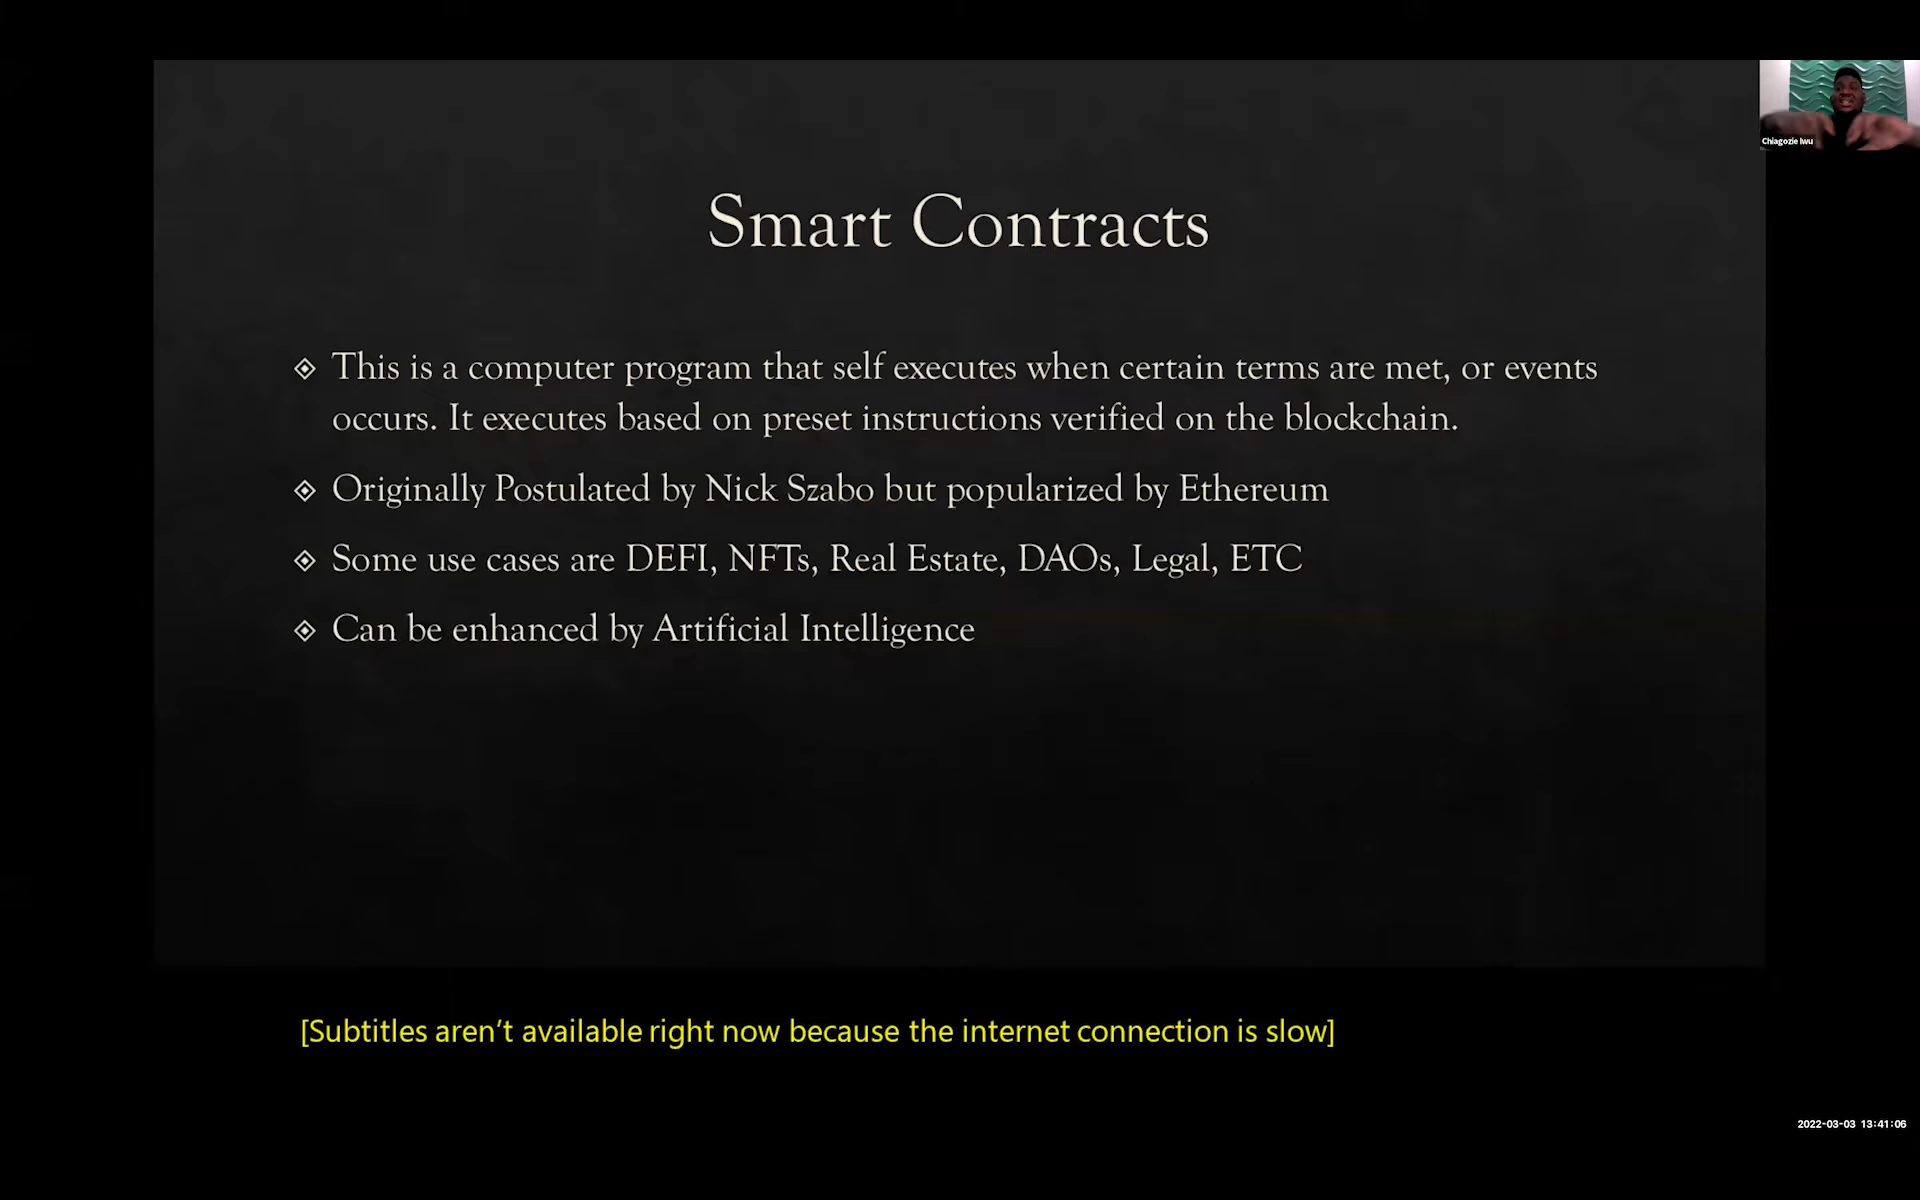 Chiagozie Iwu
Smart Contracts
This is a computer program that self executes when certain terms are met, or events
occurs. It executes based on preset instructions verified on the blockchain.
Originally Postulated by Nick Szabo but popularized by Ethereum
Some use cases are DEFI, NFTs, Real Estate, DAOs, Legal, ETC
Can be enhanced by Artificial Intelligence
[Subtitles aren’t available right now because the internet connection is slow]
2022-03-03 13:41:06